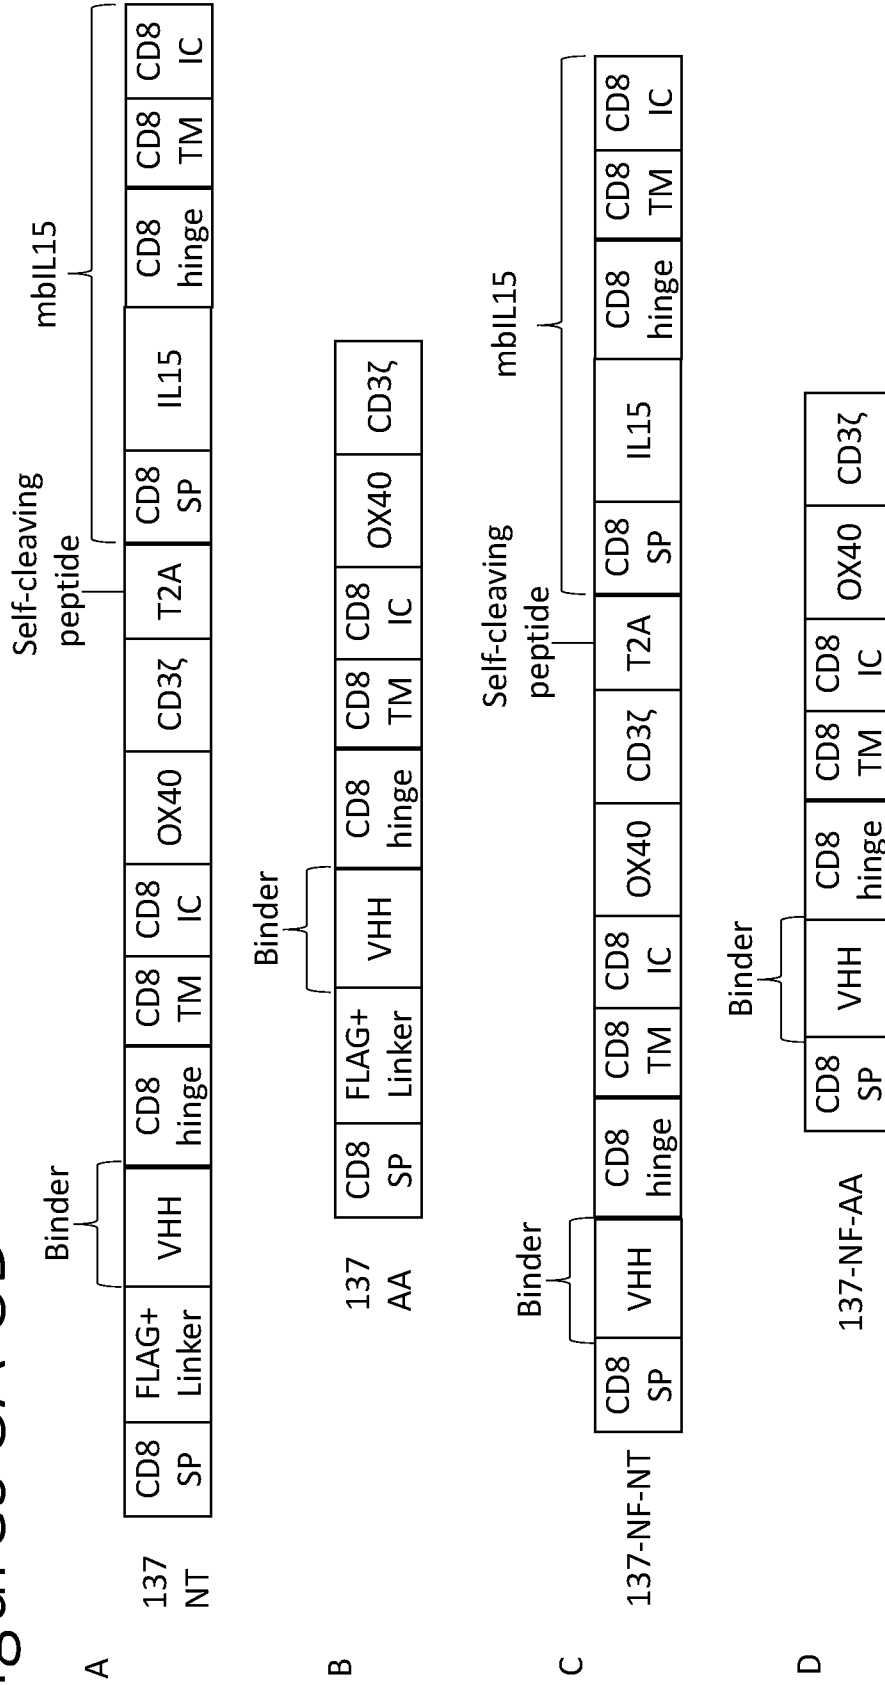 A
137
NT
CD8
SP
FLAG+
Linker
Binder
VHH
CD8
hinge
CD8
TM
CD8
IC
OX40
CD3ζ
Self-cleaving
peptide
T2A
mbIL15
CD8
SP
IL15
CD8
hinge
CD8
TM
CD8
IC
B
137
AA
CD8
SP
FLAG+
Linker
Binder
VHH
CD8
hinge
CD8
TM
CD8
IC
OX40
CD3ζ
C
137-NF-NT
CD8
SP
Binder
VHH
CD8
hinge
CD8
TM
CD8
IC
OX40
CD3ζ
Self-cleaving
peptide
T2A
mbIL15
CD8
SP
IL15
CD8
hinge
CD8
TM
CD8
IC
D
137-NF-AA
CD8
SP
Binder
VHH
CD8
hinge
CD8
TM
CD8
IC
OX40
CD3ζ